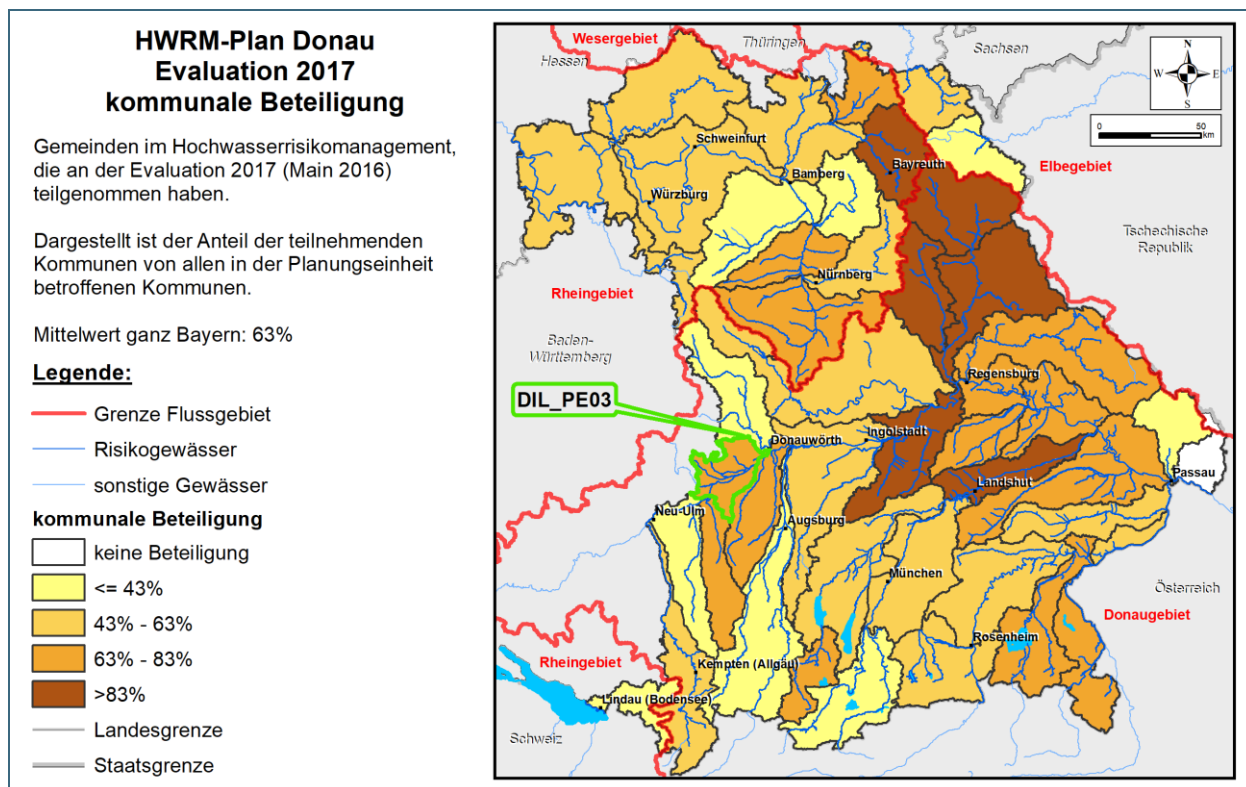 HWRM-Plan Donau
Evaluation 2017
kommunale Beteiligung
Gemeinden im Hochwasserrisikomanagement,
die an der Evaluation 2017 (Main 2016)
teilgenommen haben.
Dargestellt ist der Anteil der teilnehmenden
Kommunen von allen in der Planungseinheit
betroffenen Kommunen.
Mittelwert ganz Bayern: 63%
Legende:
Grenze Flussgebiet
Risikogewässer
sonstige Gewässer
kommunale Beteiligung
keine Beteiligung
<= 43%
43% - 63%
63% - 83%
>83%
Landesgrenze
Staatsgrenze
Wesergebiet
Thüringen
Sachsen
Hessen
N
W E
S
0 50
km
Schweinfurt
Bamberg
Bayreuth
Elbegebiet
Würzburg
Tschechische
Republik
Nürnberg
Rheingebiet
Baden-
Württemberg
Regensburg
DIL_PE03
Donauwörth
Ingolstadt
Passau
Landshut
Neu-Ulm
Augsburg
München
Österreich
Donaugebiet
Rosenheim
Rheingebiet
Kempten (Allgäu)
Lindau (Bodensee)
Schweiz